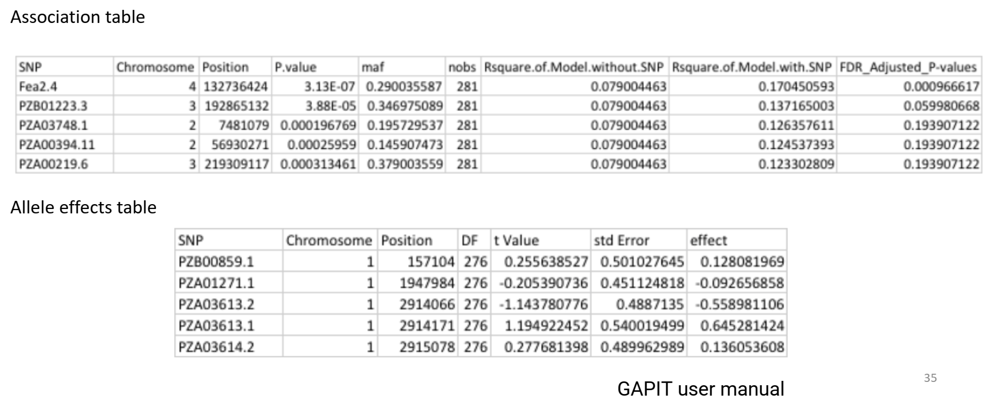 Association table
SNP Chromosome Position P.value maf nobs Rsquare.of.Model.without.SNP Rsquare.of.Model.with.SNP FDR_Adjusted_P-values
Fea2.4 4 132736424 3.13E-07 0.290035587 281 0.079004463 0.170450593 0.000966617
PZB01223.3 3 192865132 3.88E-05 0.346975089 281 0.079004463 0.137165003 0.059980668
PZA03748.1 2 7481079 0.000196769 0.195729537 281 0.079004463 0.126357611 0.193907122
PZA00394.11 2 56930271 0.00025959 0.145907473 281 0.079004463 0.124537393 0.193907122
PZA00219.6 3 219309117 0.000313461 0.379003559 281 0.079004463 0.123302809 0.193907122
Allele effects table
SNP Chromosome Position DF t Value std Error effect
PZB00859.1 1 157104 276 0.255638527 0.501027645 0.128081969
PZA01271.1 1 1947984 276 -0.205390736 0.451124818 -0.092656858
PZA03613.2 1 2914066 276 -1.143780776 0.4887135 -0.558981106
PZA03613.1 1 2914171 276 1.194922452 0.540019499 0.645281424
PZA03614.2 1 2915078 276 0.277681398 0.489962989 0.136053608
35
GAPIT user manual